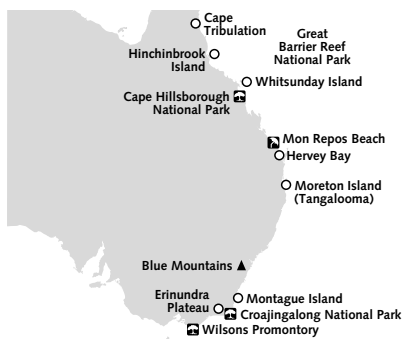 Cape
Tribulation
Great
Barrier Reef
National Park
Hinchinbrook
Island
Whitsunday Island
Cape Hillsborough
National Park
Mon Repos Beach
Hervey Bay
Moreton Island
(Tangalooma)
Blue Mountains
Erinundra
Plateau
Montague Island
Croajingalong National Park
Wilsons Promontory